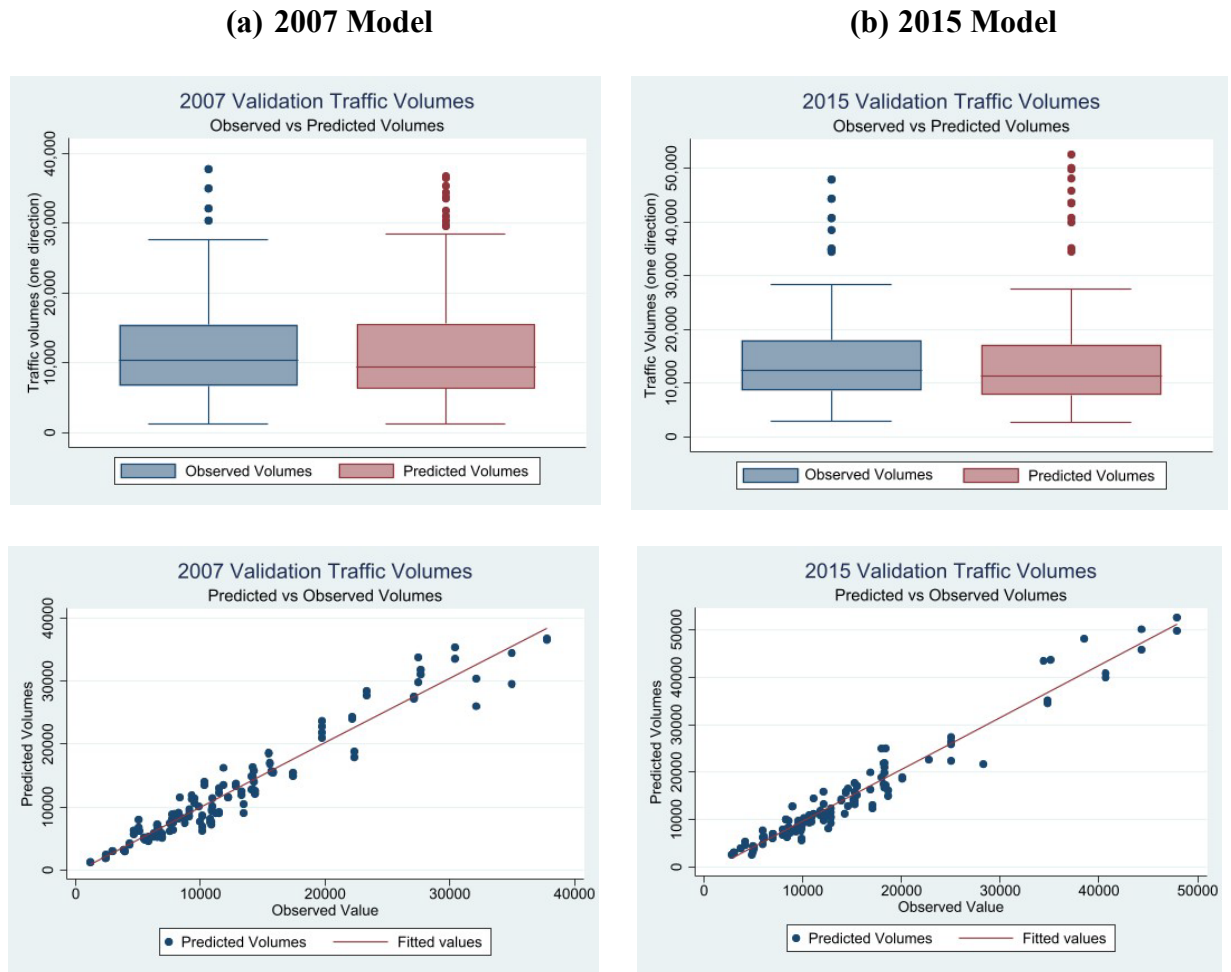 (a) 2007 Model
(b) 2015 Model
2007 Validation Traffic Volumes
Observed vs Predicted Volumes
Traffic volumes (one direction)
40,000
30,000
20,000
10,000
0
Observed Volumes
Predicted Volumes
2015 Validation Traffic Volumes
Observed vs Predicted Volumes
Traffic Volumes (one direction)
50,000
40,000
30,000
20,000
10,000
0
Observed Volumes
Predicted Volumes
2007 Validation Traffic Volumes
Predicted vs Observed Volumes
Predicted Volumes
40000
30000
20000
10000
0
0 10000 20000 30000 40000
Observed Value
Predicted Volumes
Fitted values
2015 Validation Traffic Volumes
Predicted vs Observed Volumes
Predicted Volumes
50000
40000
30000
20000
10000
0
0 10000 20000 30000 40000 50000
Observed Value
Predicted Volumes
Fitted values